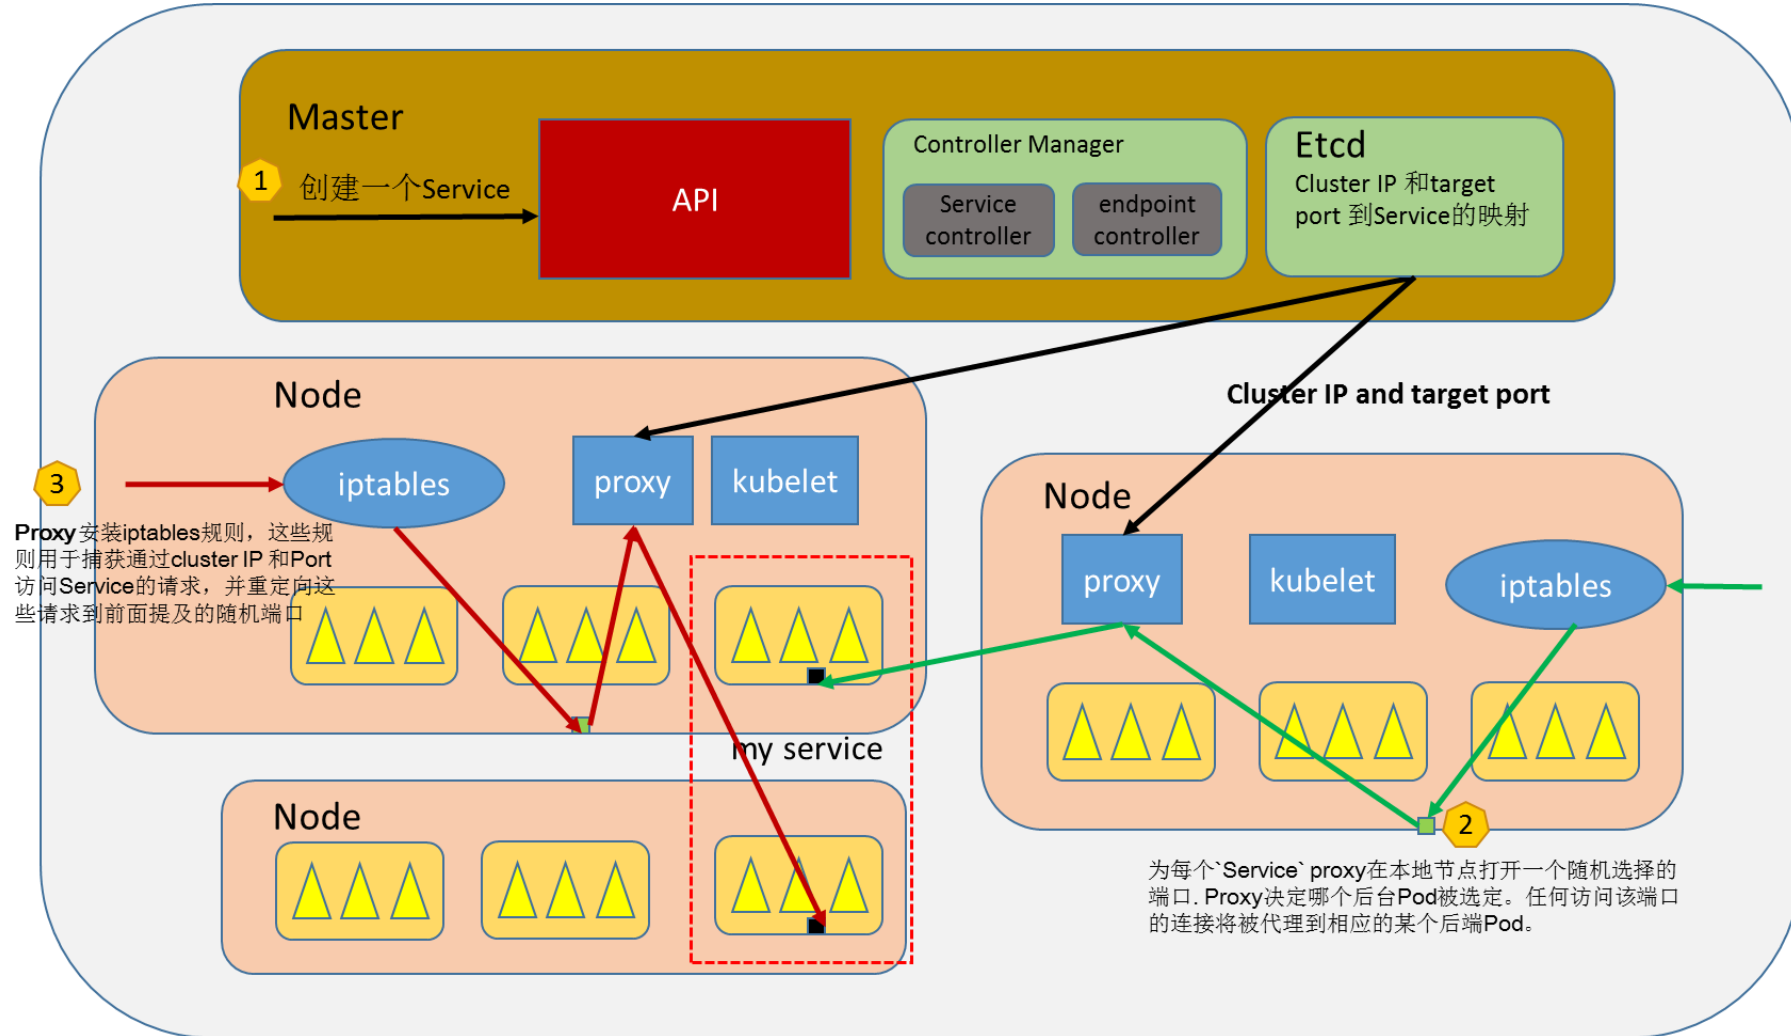 Master
1
创建一个Service
API
Controller Manager
Service
controller
endpoint
controller
Etcd
Cluster IP 和target
port 到Service的映射
Node
iptables
proxy
kubelet
3
Proxy 安装iptables规则，这些规
则用于捕获通过cluster IP 和Port
访问Service的请求，并重定向这
些请求到前面提及的随机端口
Cluster IP and target port
Node
proxy
kubelet
iptables
my service
Node
2
为每个`Service` proxy在本地节点打开一个随机选择的
端口. Proxy决定哪个后台Pod被选定。任何访问该端口
的连接将被代理到相应的某个后端Pod。